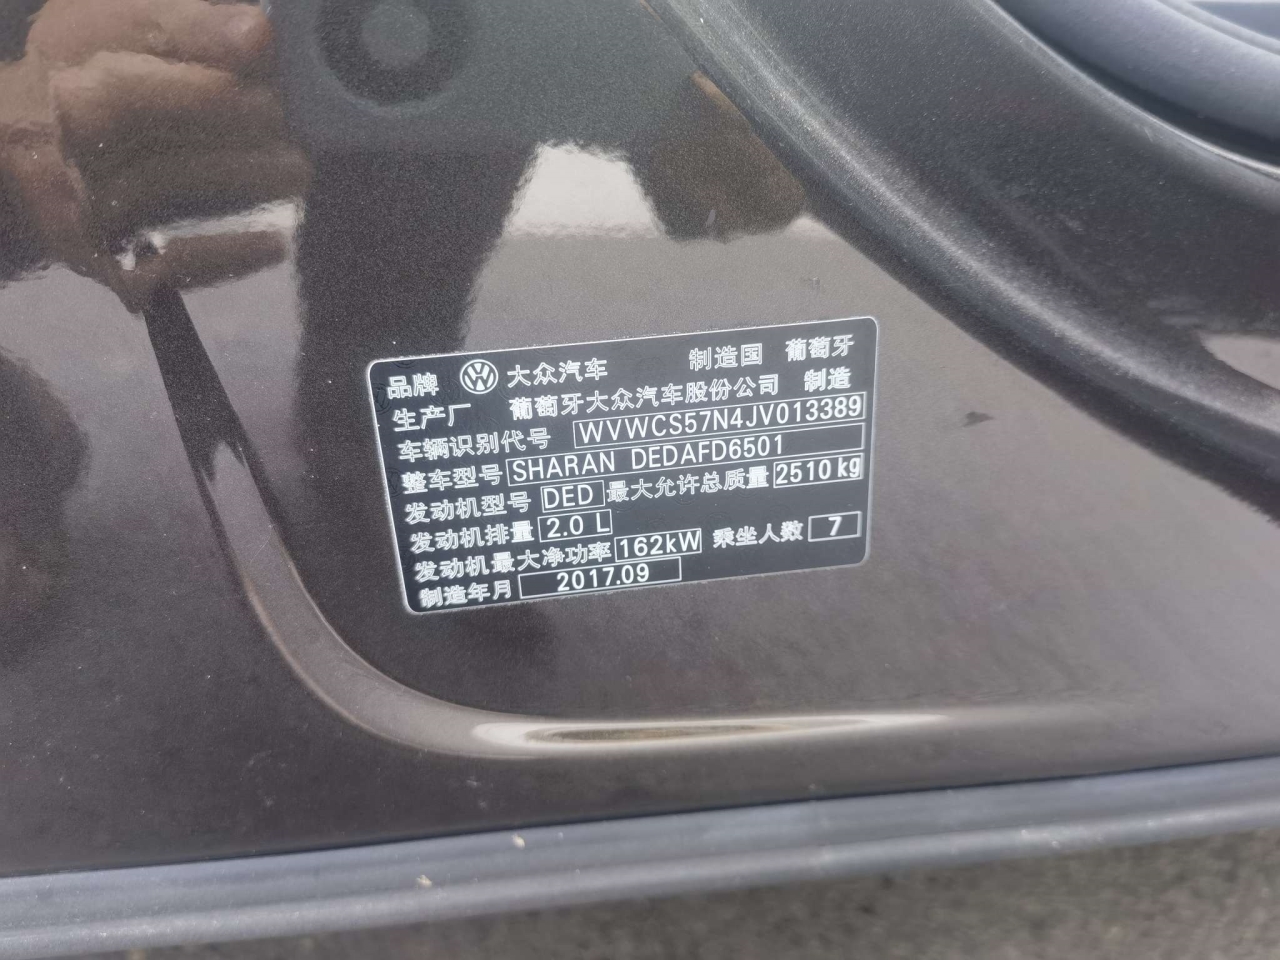 品牌 大众汽车 制造国 葡萄牙
生产厂 葡萄牙大众汽车股份公司 制造
车辆识别代号 WVWCS57N4JV013389
整车型号 SHARAN DEDAFD6501
发动机型号 DED 最大允许总质量 2510 kg
发动机排量 2.0 L
发动机最大净功率 162kW 乘坐人数 7
制造年月 2017.09